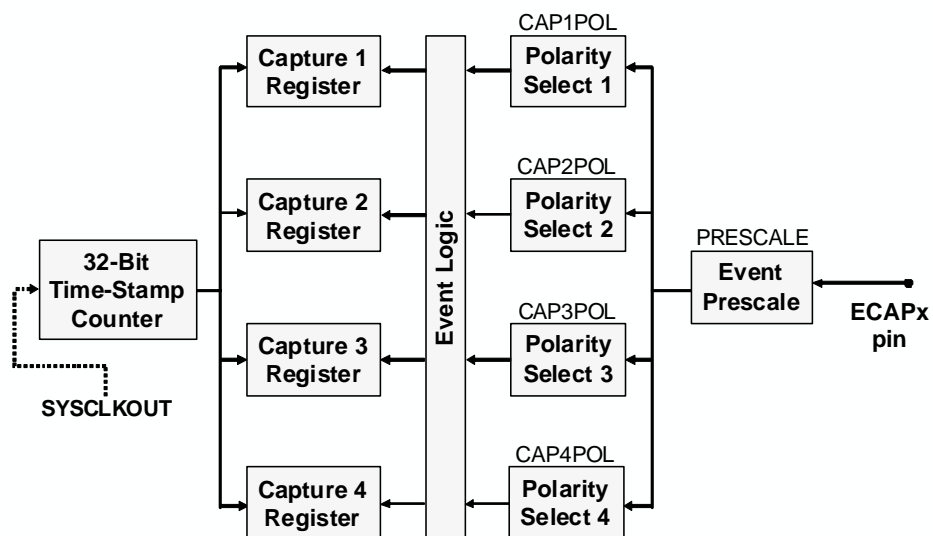 CAP1POL
Capture 1
Register
Polarity
Select 1
CAP2POL
Capture 2
Register
Polarity
Select 2
PRESCALE
32-Bit
Time-Stamp
Counter
Event Logic
Event
Prescale
ECAPx
pin
CAP3POL
Capture 3
Register
Polarity
Select 3
SYSCLKOUT
CAP4POL
Capture 4
Register
Polarity
Select 4